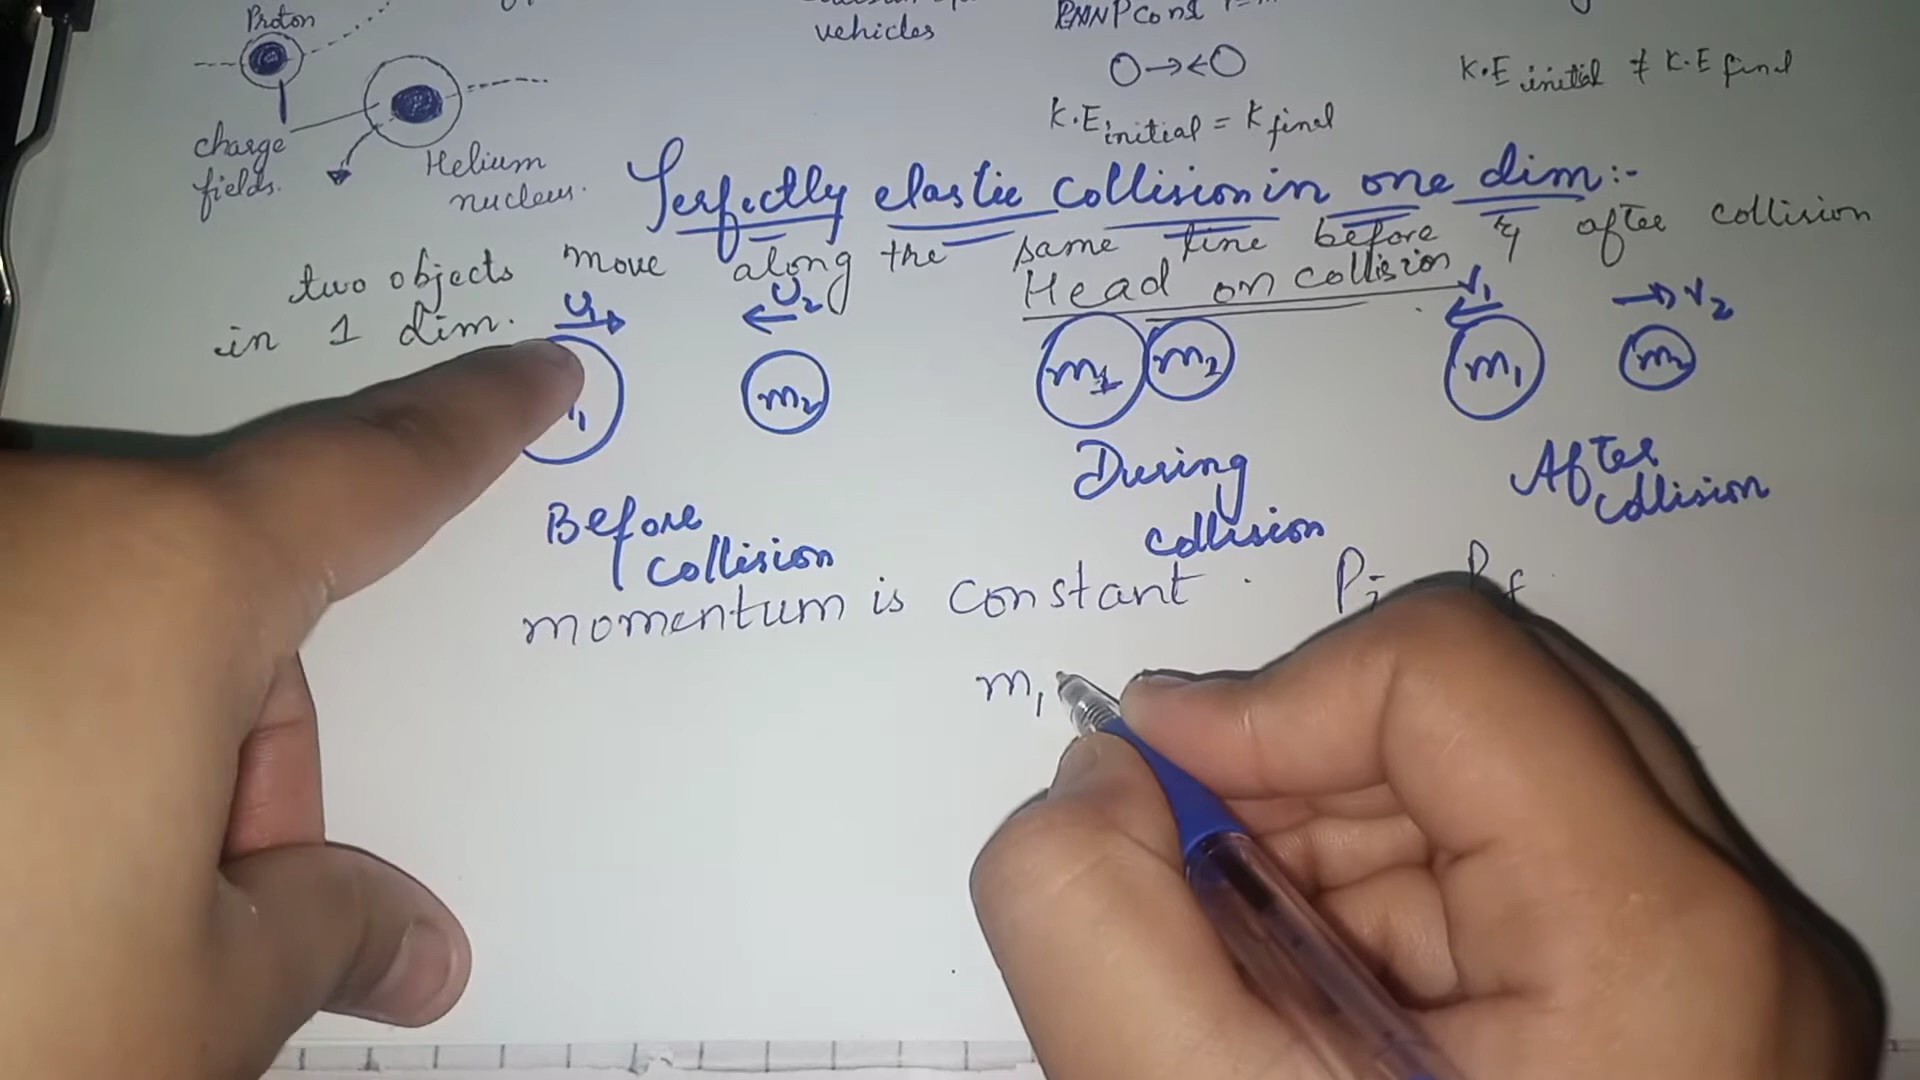 Proton
vehicles
charge
fields.
Helium
nucleus.
K.E initial = K final
K.E initial ≠ K.E final
Perfectly elastic collision in one dim:-
two objects move along the same line before & after collision
in 1 dim.
Head on collision
U₁
U₂
V₁
V₂
m₂
m₁
m₂
m₁
m₂
Before
collision
During
collision
After
collision
momentum is constant.
m₁